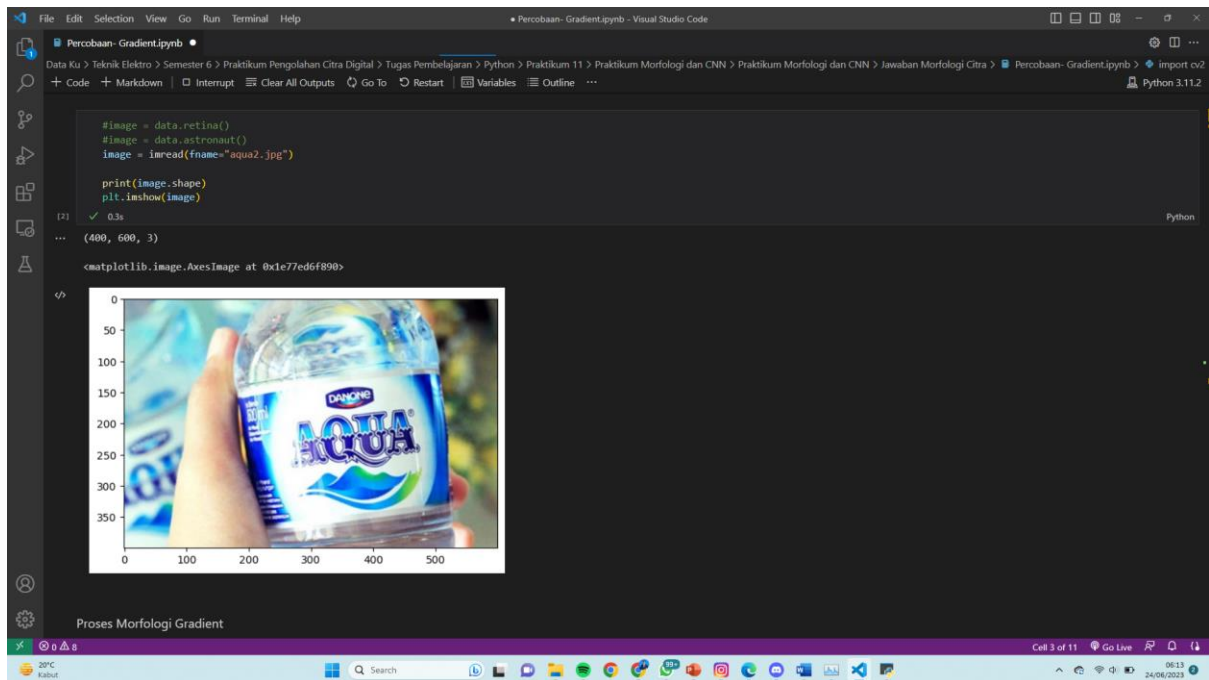 File Edit Selection View Go Run Terminal Help
● Percobaan- Gradient.ipynb - Visual Studio Code
Percobaan- Gradient.ipynb ●
Data Ku > Teknik Elektro > Semester 6 > Praktikum Pengolahan Citra Digital > Tugas Pembelajaran > Python > Praktikum 11 > Praktikum Morfologi dan CNN > Praktikum Morfologi dan CNN > Jawaban Morfologi Citra > Percobaan- Gradient.ipynb > import cv2
+ Code + Markdown | Interrupt Clear All Outputs Go To Restart | Variables Outline ...
Python 3.11.2
#image = data.retina()
#image = data.astronaut()
image = imread(fname="aqua2.jpg")
print(image.shape)
plt.imshow(image)
[2] ✓ 0.3s
Python
... (400, 600, 3)
<matplotlib.image.AxesImage at 0x1e77ed6f890>
0
50
100
150
200
250
300
350
0 100 200 300 400 500
DANONE
AQUA
Proses Morfologi Gradient
0 8
Cell 3 of 11 Go Live
20°C
Kabut
Search
99+
06:13
24/06/2023
2